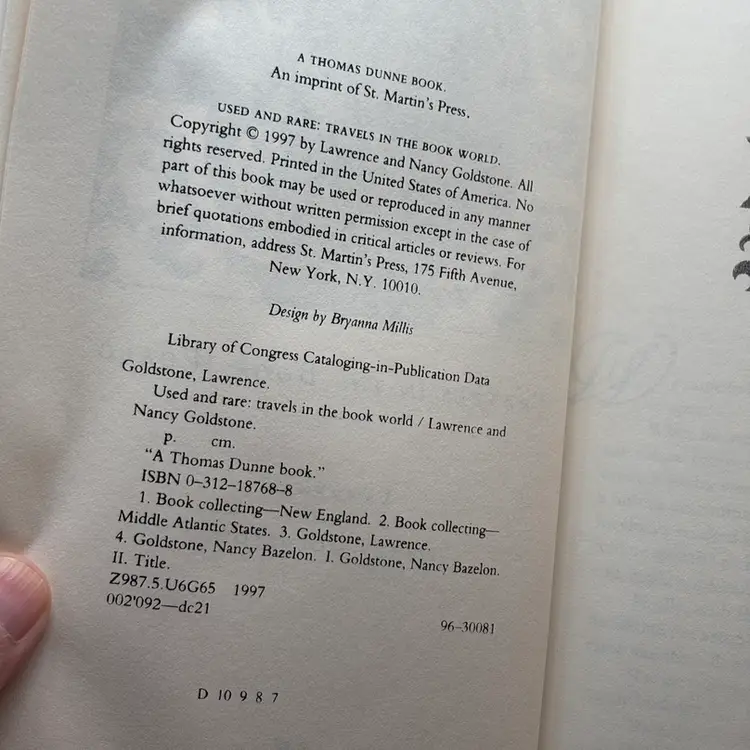 A THOMAS DUNNE BOOK.
An imprint of St. Martin's Press.
USED AND RARE: TRAVELS IN THE BOOK WORLD.
Copyright © 1997 by Lawrence and Nancy Goldstone. All
rights reserved. Printed in the United States of America. No
part of this book may be used or reproduced in any manner
whatsoever without written permission except in the case of
brief quotations embodied in critical articles or reviews. For
information, address St. Martin's Press, 175 Fifth Avenue,
New York, N.Y. 10010.
Design by Bryanna Millis
Library of Congress Cataloging-in-Publication Data
Goldstone, Lawrence.
Used and rare: travels in the book world / Lawrence and
Nancy Goldstone.
p. cm.
"A Thomas Dunne book."
ISBN 0–312–18768–8
1. Book collecting—New England. 2. Book collecting—
Middle Atlantic States. 3. Goldstone, Lawrence.
4. Goldstone, Nancy Bazelon. I. Goldstone, Nancy Bazelon.
II. Title.
Z987.5.U6G65 1997
002'092—dc21
96–30081
D 10 9 8 7